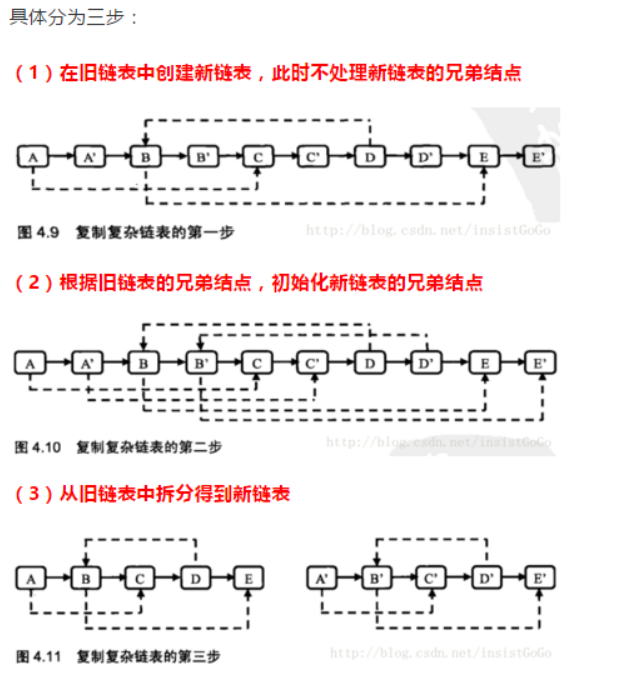 具体分为三步：
（1）在旧链表中创建新链表，此时不处理新链表的兄弟结点
A A' B B' C C' D D' E E'
图 4.9 复制复杂链表的第一步 http://blog.csdn.net/insistGoGo
（2）根据旧链表的兄弟结点，初始化新链表的兄弟结点
A A' B B' C C' D D' E E'
图 4.10 复制复杂链表的第二步 http://blog.csdn.net/insistGoGo
（3）从旧链表中拆分得到新链表
A B C D E A' B' C' D' E'
图 4.11 复制复杂链表的第三步 http://blog.csdn.net/insistGoGo